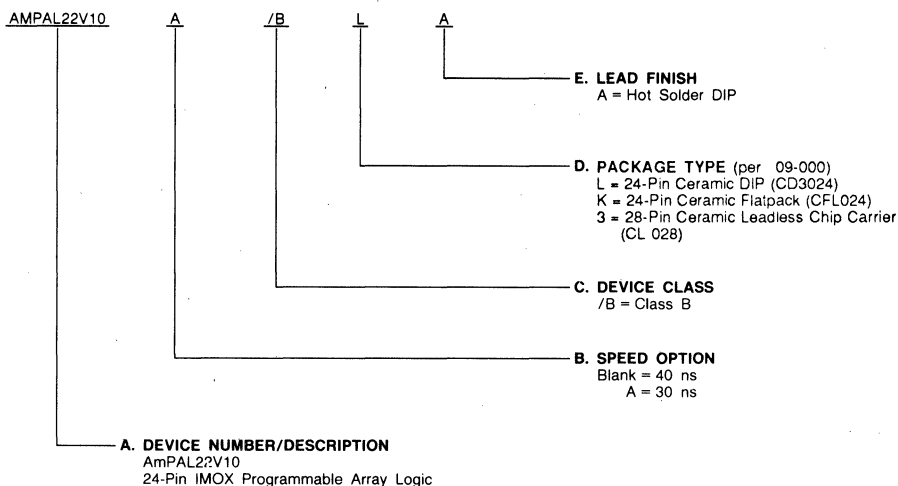 AMPAL22V10 A /B L A
E. LEAD FINISH
A = Hot Solder DIP
D. PACKAGE TYPE (per 09-000)
L = 24-Pin Ceramic DIP (CD3024)
K = 24-Pin Ceramic Flatpack (CFL024)
3 = 28-Pin Ceramic Leadless Chip Carrier
(CL 028)
C. DEVICE CLASS
/B = Class B
B. SPEED OPTION
Blank = 40 ns
A = 30 ns
A. DEVICE NUMBER/DESCRIPTION
AmPAL22V10
24-Pin IMOX Programmable Array Logic